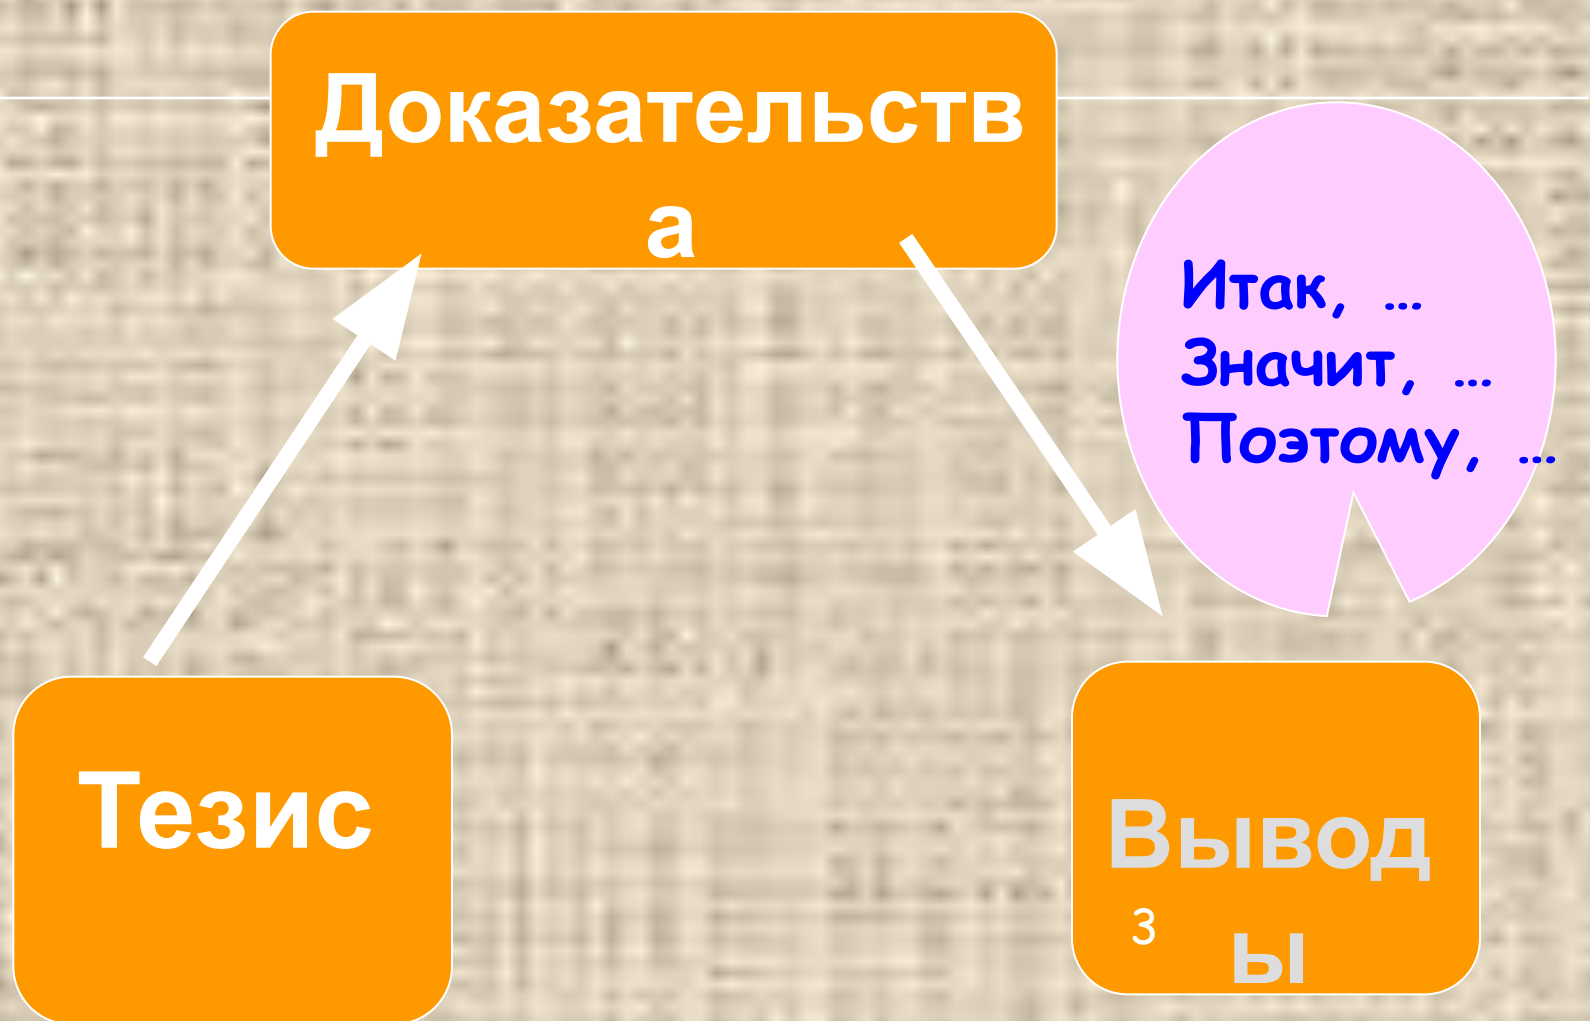 Доказательств
а
Итак, …
Значит, …
Поэтому, …
Тезис
Вывод
3
ы